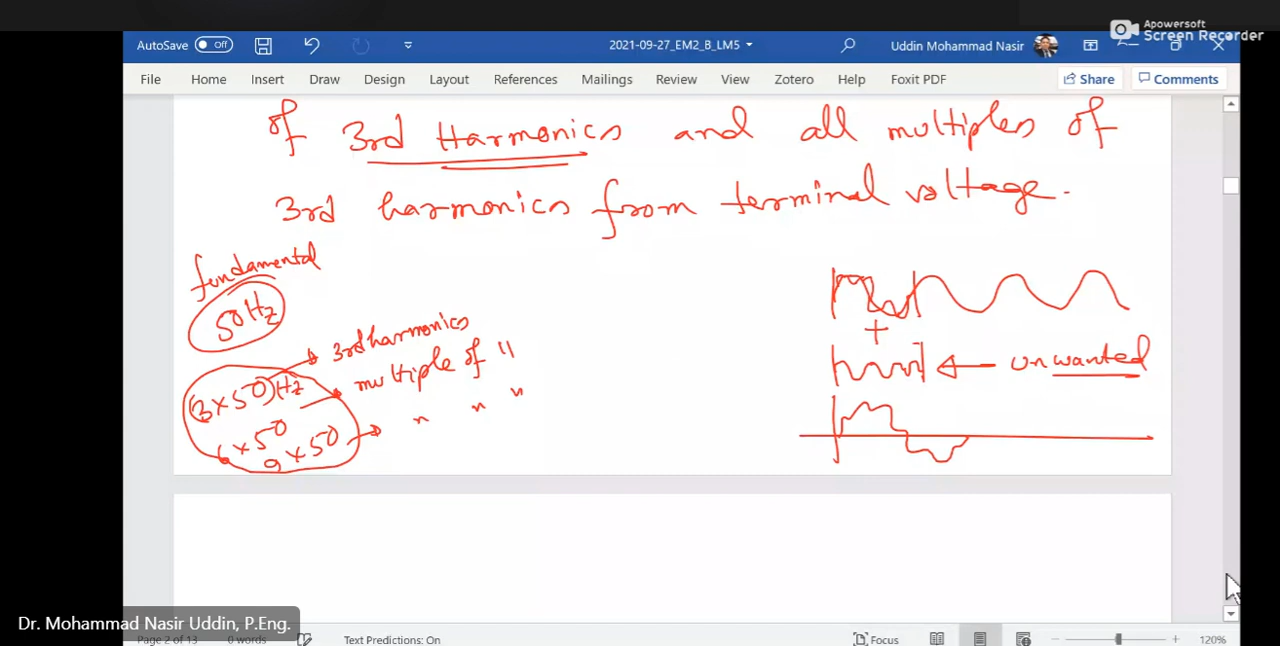 Apowersoft
Screen Recorder
AutoSave Off 2021-09-27_EM2_B_LM5 Uddin Mohammad Nasir
File Home Insert Draw Design Layout References Mailings Review View Zotero Help Foxit PDF Share Comments
of 3rd Harmonics and all multiples of
3rd harmonics from terminal voltage.
fundamental
50Hz
(3×50)Hz → 3rd harmonics
6×50 → multiple of "
9×50 → " " "
+
← unwanted
Dr. Mohammad Nasir Uddin, P.Eng.
Page 2 of 13 0 words Text Predictions: On Focus 120%